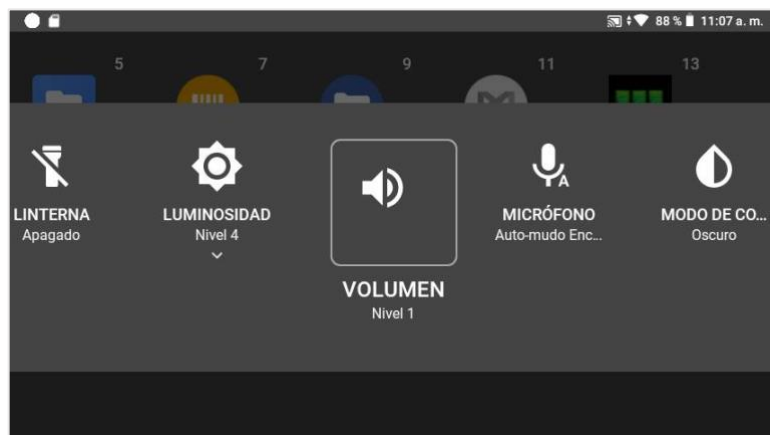 88 % 11:07 a. m.
5 7 9 11 13
A
LINTERNA LUMINOSIDAD MICRÓFONO MODO DE CO...
Apagado Nivel 4 Auto-mudo Enc... Oscuro
VOLUMEN
Nivel 1